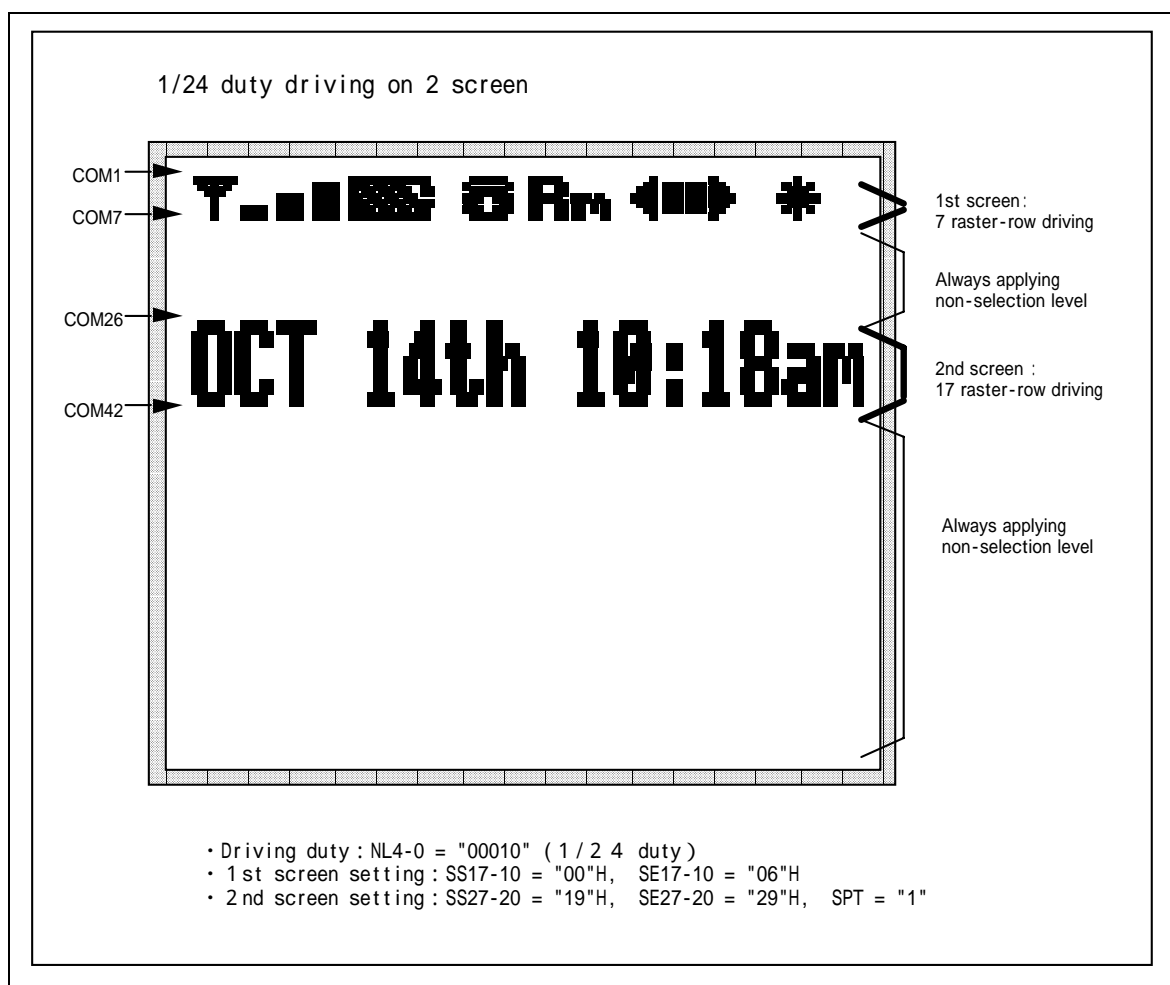 1/24 duty driving on 2 screen
COM1
COM7
Rm
1st screen:
7 raster-row driving
Always applying
non-selection level
COM26
OCT 14th 10:18am
2nd screen :
17 raster-row driving
COM42
Always applying
non-selection level
・Driving duty : NL4-0 = "00010" (1/24 duty)
・1st screen setting : SS17-10 = "00"H, SE17-10 = "06"H
・2nd screen setting : SS27-20 = "19"H, SE27-20 = "29"H, SPT = "1"